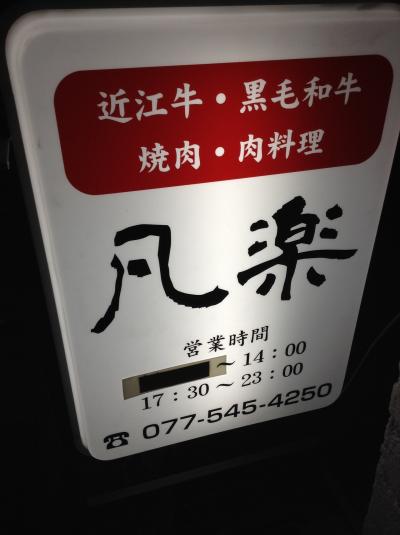 近江牛・黒毛和牛
焼肉・肉料理
凡楽
営業時間
～14：00
17：30～23：00
☎ 077-545-4250